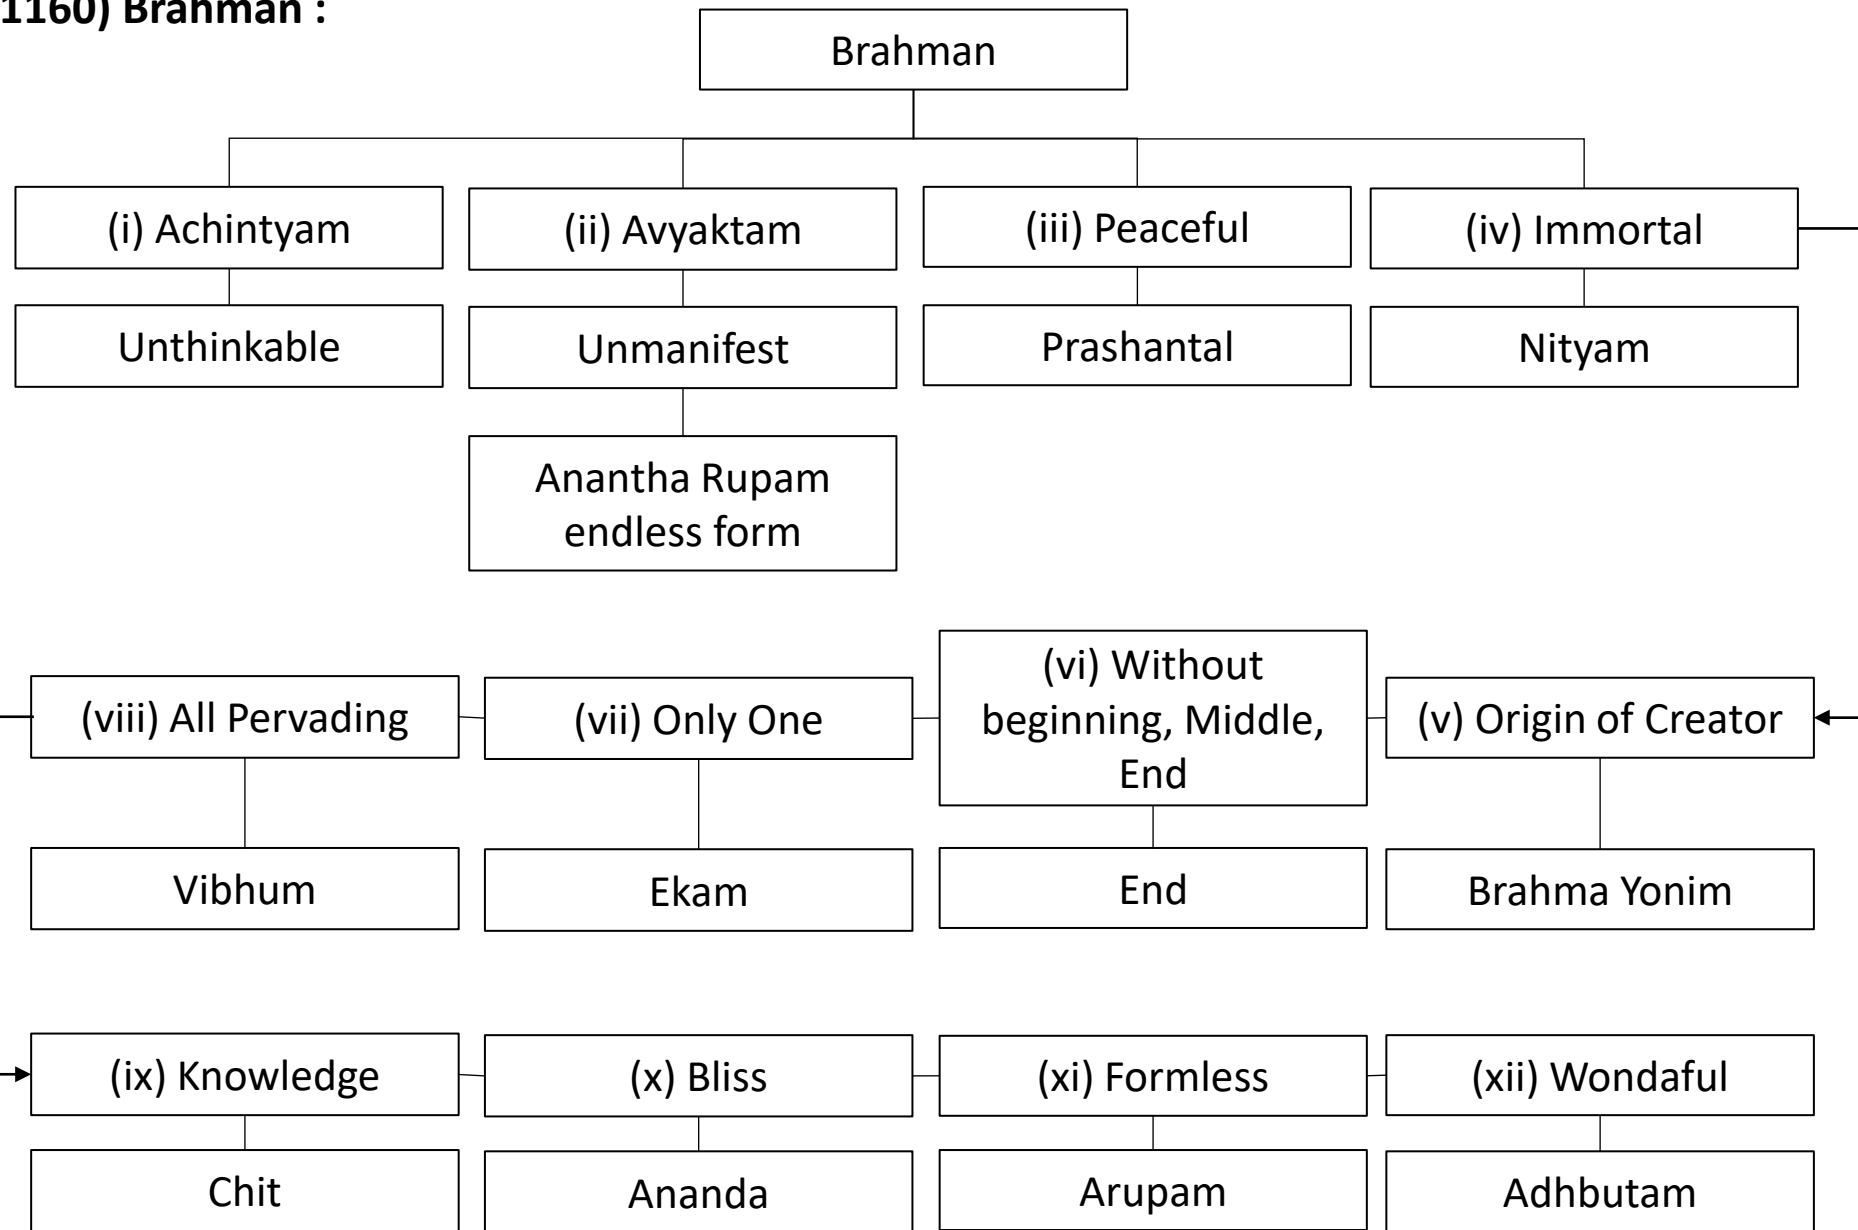 1160) Brahman :
Brahman
(i) Achintyam
(ii) Avyaktam
(iii) Peaceful
(iv) Immortal
Unthinkable
Unmanifest
Prashantal
Nityam
Anantha Rupam
endless form
(viii) All Pervading
(vii) Only One
(vi) Without
beginning, Middle,
End
(v) Origin of Creator
Vibhum
Ekam
End
Brahma Yonim
(ix) Knowledge
(x) Bliss
(xi) Formless
(xii) Wondaful
Chit
Ananda
Arupam
Adhbutam